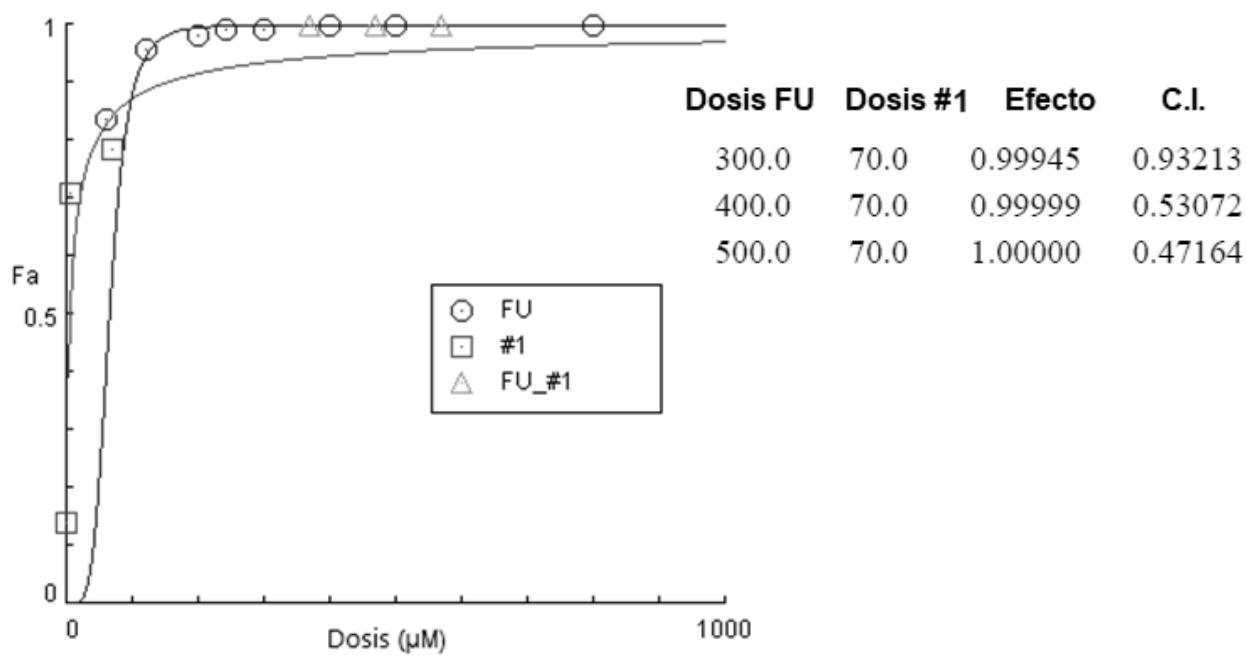 1
Fa
0.5
0
0
Dosis (µM)
1000
FU
#1
FU_#1
Dosis FU Dosis #1 Efecto C.I.
300.0 70.0 0.99945 0.93213
400.0 70.0 0.99999 0.53072
500.0 70.0 1.00000 0.47164